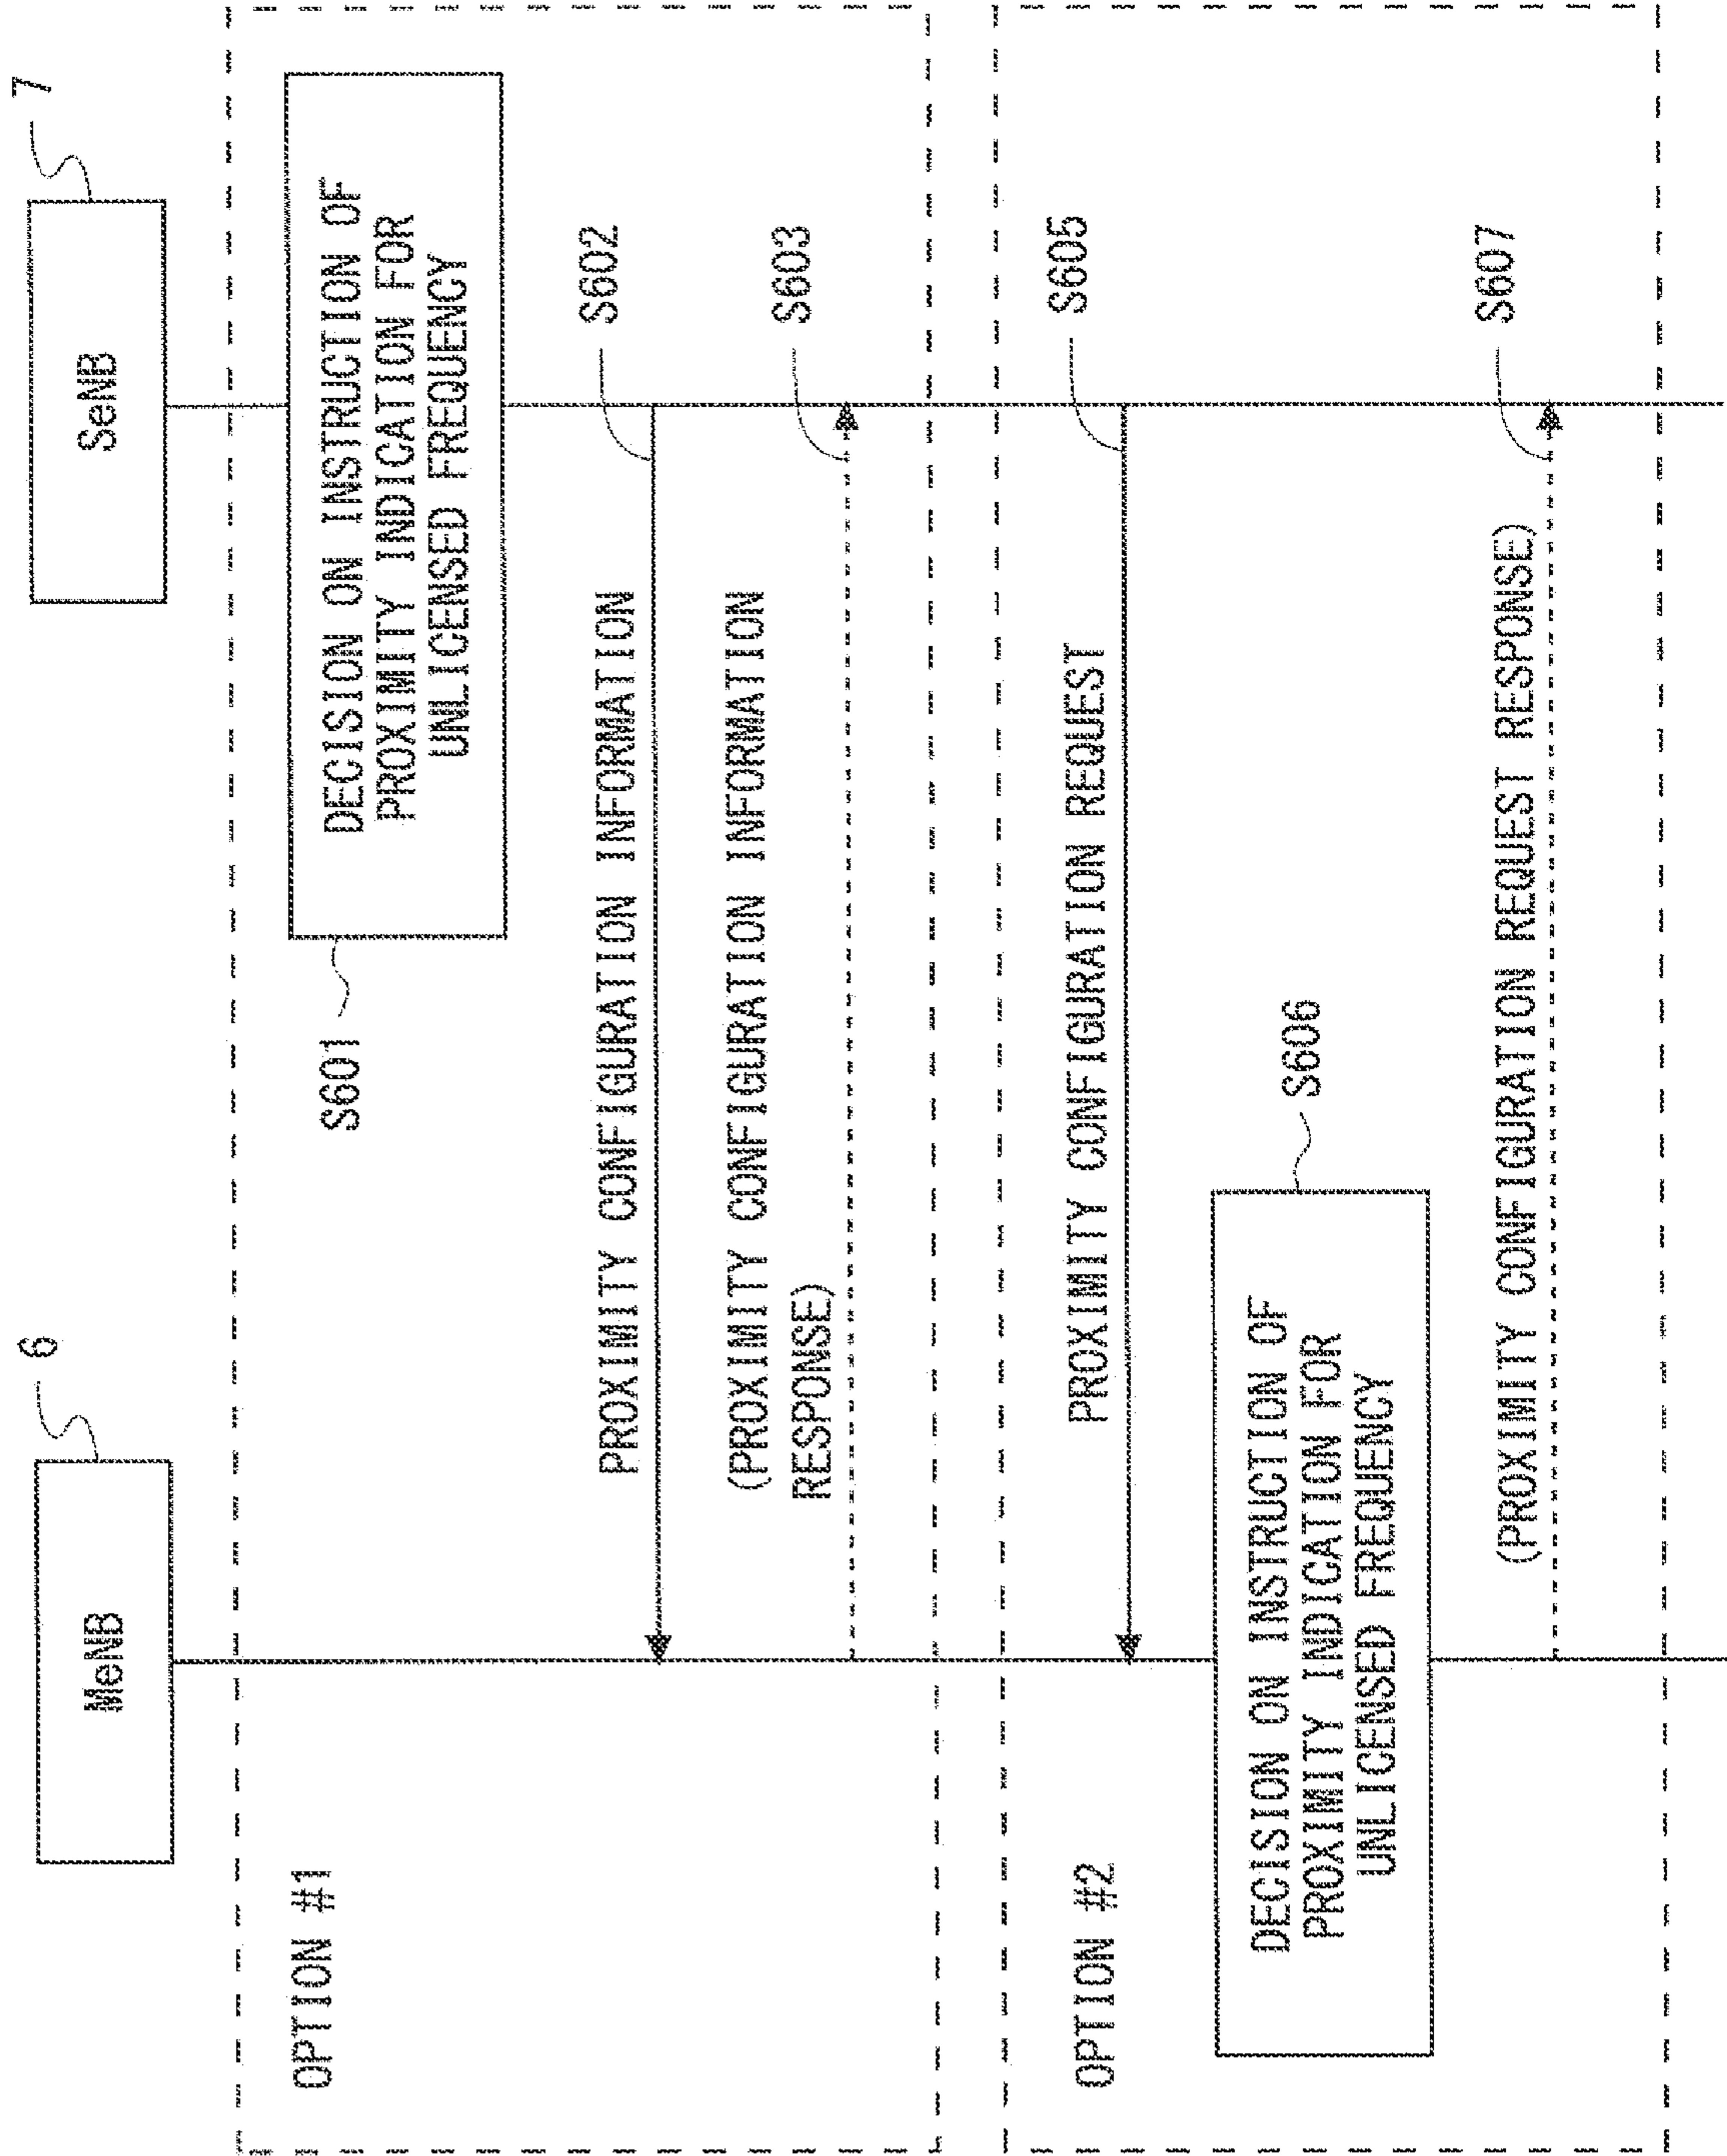 6
7
MeNB
SeNB
OPTION #1
S601
DECISION ON INSTRUCTION OF
PROXIMITY INDICATION FOR
UNLICENSED FREQUENCY
PROXIMITY CONFIGURATION INFORMATION
S602
(PROXIMITY CONFIGURATION INFORMATION
RESPONSE)
S603
OPTION #2
PROXIMITY CONFIGURATION REQUEST
S605
DECISION ON INSTRUCTION OF
PROXIMITY INDICATION FOR
UNLICENSED FREQUENCY
S606
(PROXIMITY CONFIGURATION REQUEST RESPONSE)
S607